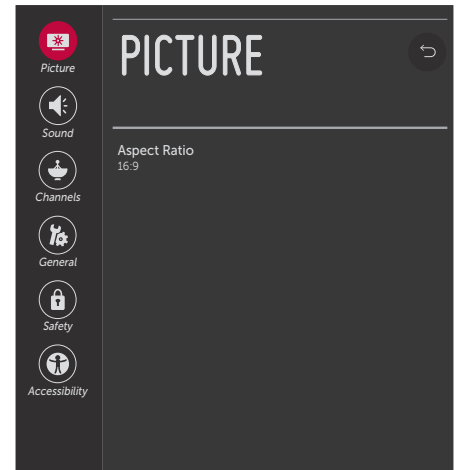 Picture
Sound
Channels
General
Safety
Accessibility
PICTURE
Aspect Ratio
16:9